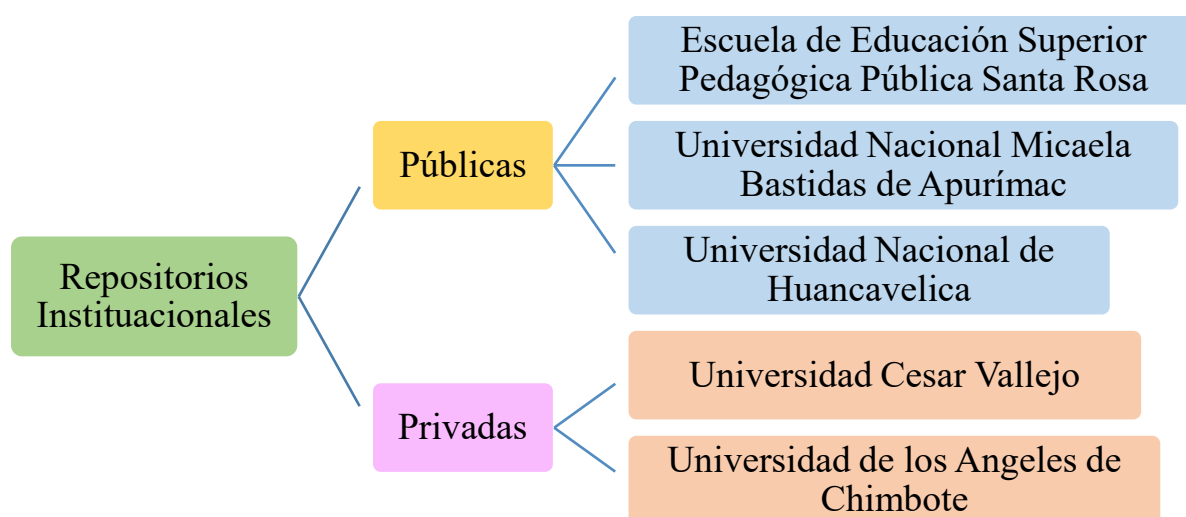 Repositorios
Instituacionales
Públicas
Escuela de Educación Superior
Pedagógica Pública Santa Rosa
Universidad Nacional Micaela
Bastidas de Apurímac
Universidad Nacional de
Huancavelica
Privadas
Universidad Cesar Vallejo
Universidad de los Angeles de
Chimbote